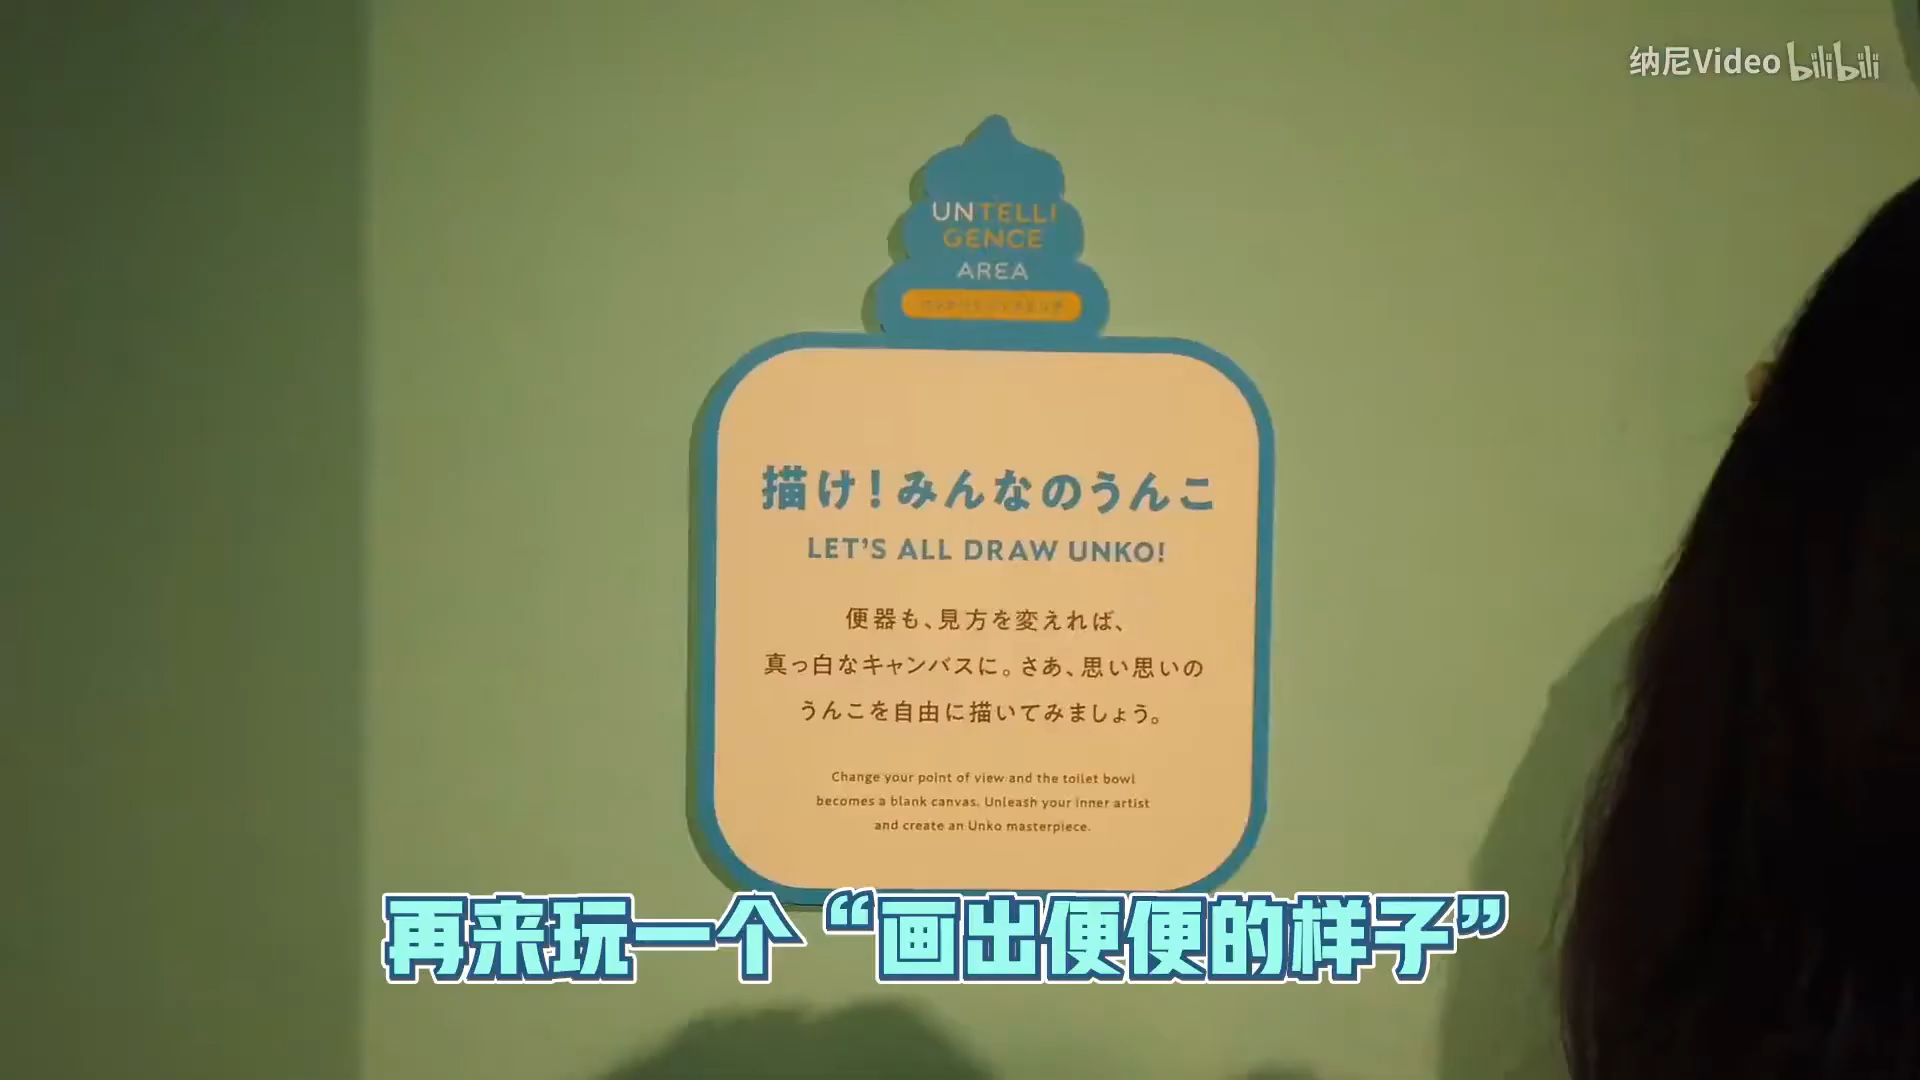 纳尼Video bilibili
UNTELLI
GENCE
AREA
描け!みんなのうんこ
LET'S ALL DRAW UNKO!
便器も、見方を変えれば、
真っ白なキャンバスに。さあ、思い思いの
うんこを自由に描いてみましょう。
Change your point of view and the toilet bowl
becomes a blank canvas. Unleash your inner artist
and create an Unko masterpiece.
再来玩一个“画出便便的样子”